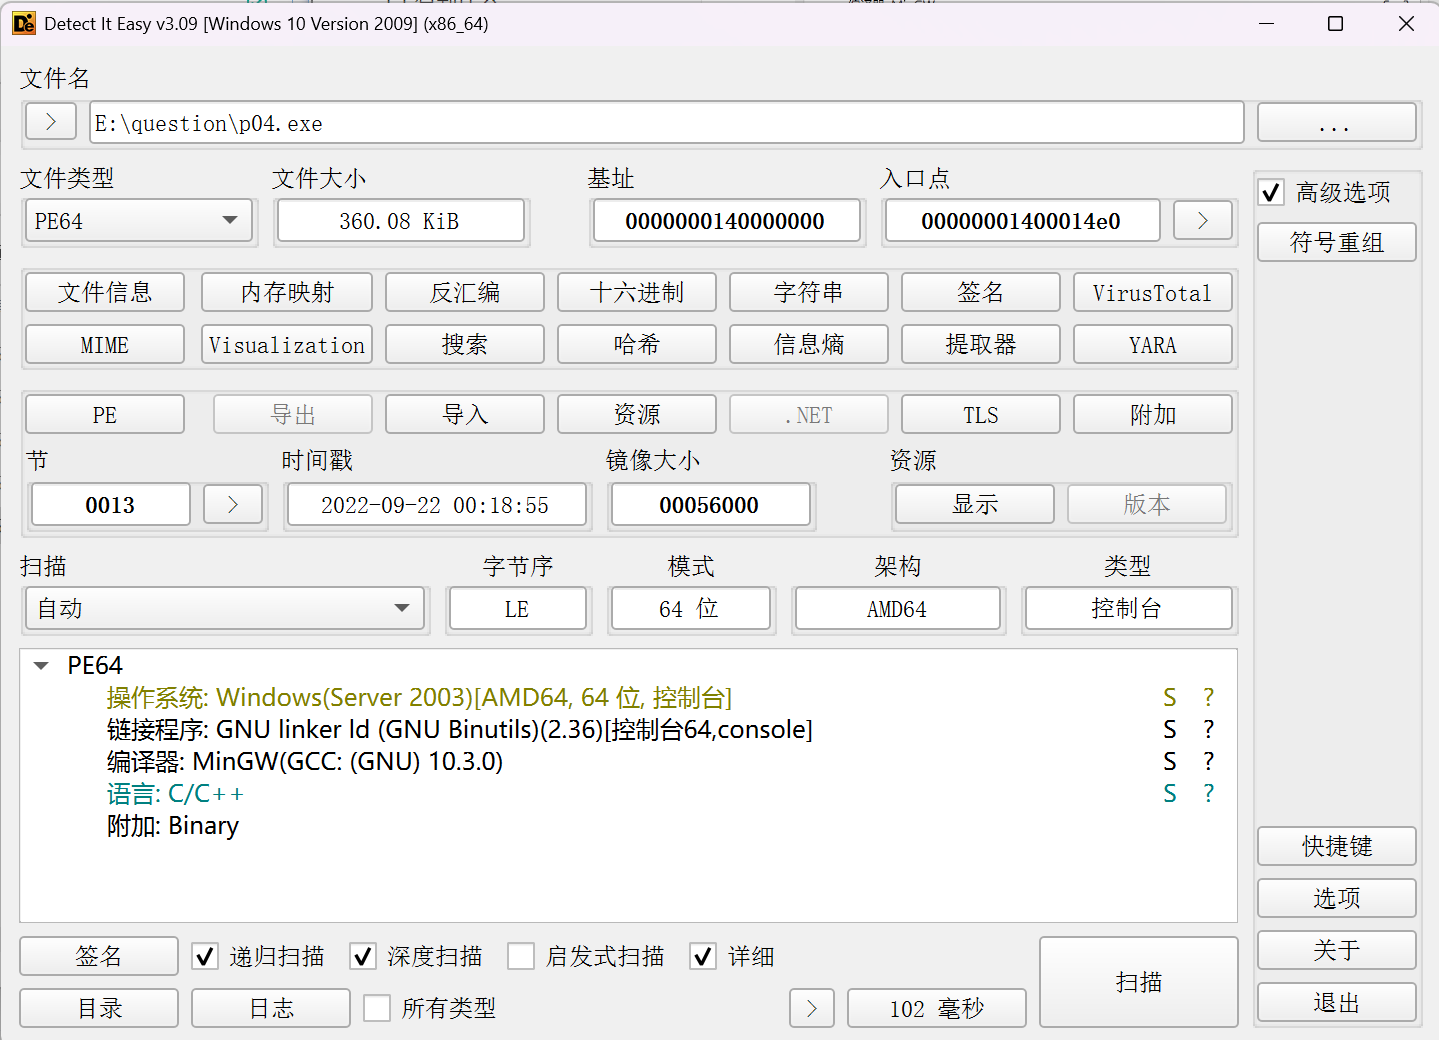 Detect It Easy v3.09 [Windows 10 Version 2009] (x86_64)
文件名
> E:\question\p04.exe ...
文件类型 文件大小 基址 入口点
PE64 360.08 KiB 0000000140000000 00000001400014e0 >
高级选项
符号重组
文件信息 内存映射 反汇编 十六进制 字符串 签名 VirusTotal
MIME Visualization 搜索 哈希 信息熵 提取器 YARA
PE 导出 导入 资源 .NET TLS 附加
节 时间戳 镜像大小 资源
0013 > 2022-09-22 00:18:55 00056000 显示 版本
扫描 字节序 模式 架构 类型
自动 LE 64 位 AMD64 控制台
PE64
操作系统: Windows(Server 2003)[AMD64, 64 位, 控制台] S ?
链接程序: GNU linker ld (GNU Binutils)(2.36)[控制台64,console] S ?
编译器: MinGW(GCC: (GNU) 10.3.0) S ?
语言: C/C++ S ?
附加: Binary
快捷键
选项
关于
退出
签名 递归扫描 深度扫描 启发式扫描 详细
目录 日志 所有类型 > 102 毫秒 扫描